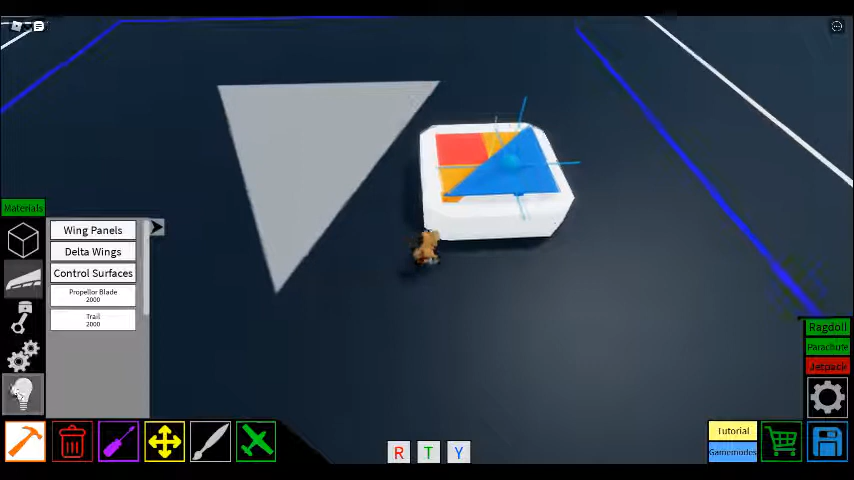 Materials
Wing Panels
Delta Wings
Control Surfaces
Propellor Blade
2000
Trail
2000
Ragdoll
Parachute
Jetpack
Tutorial
Gamemodes
R T Y